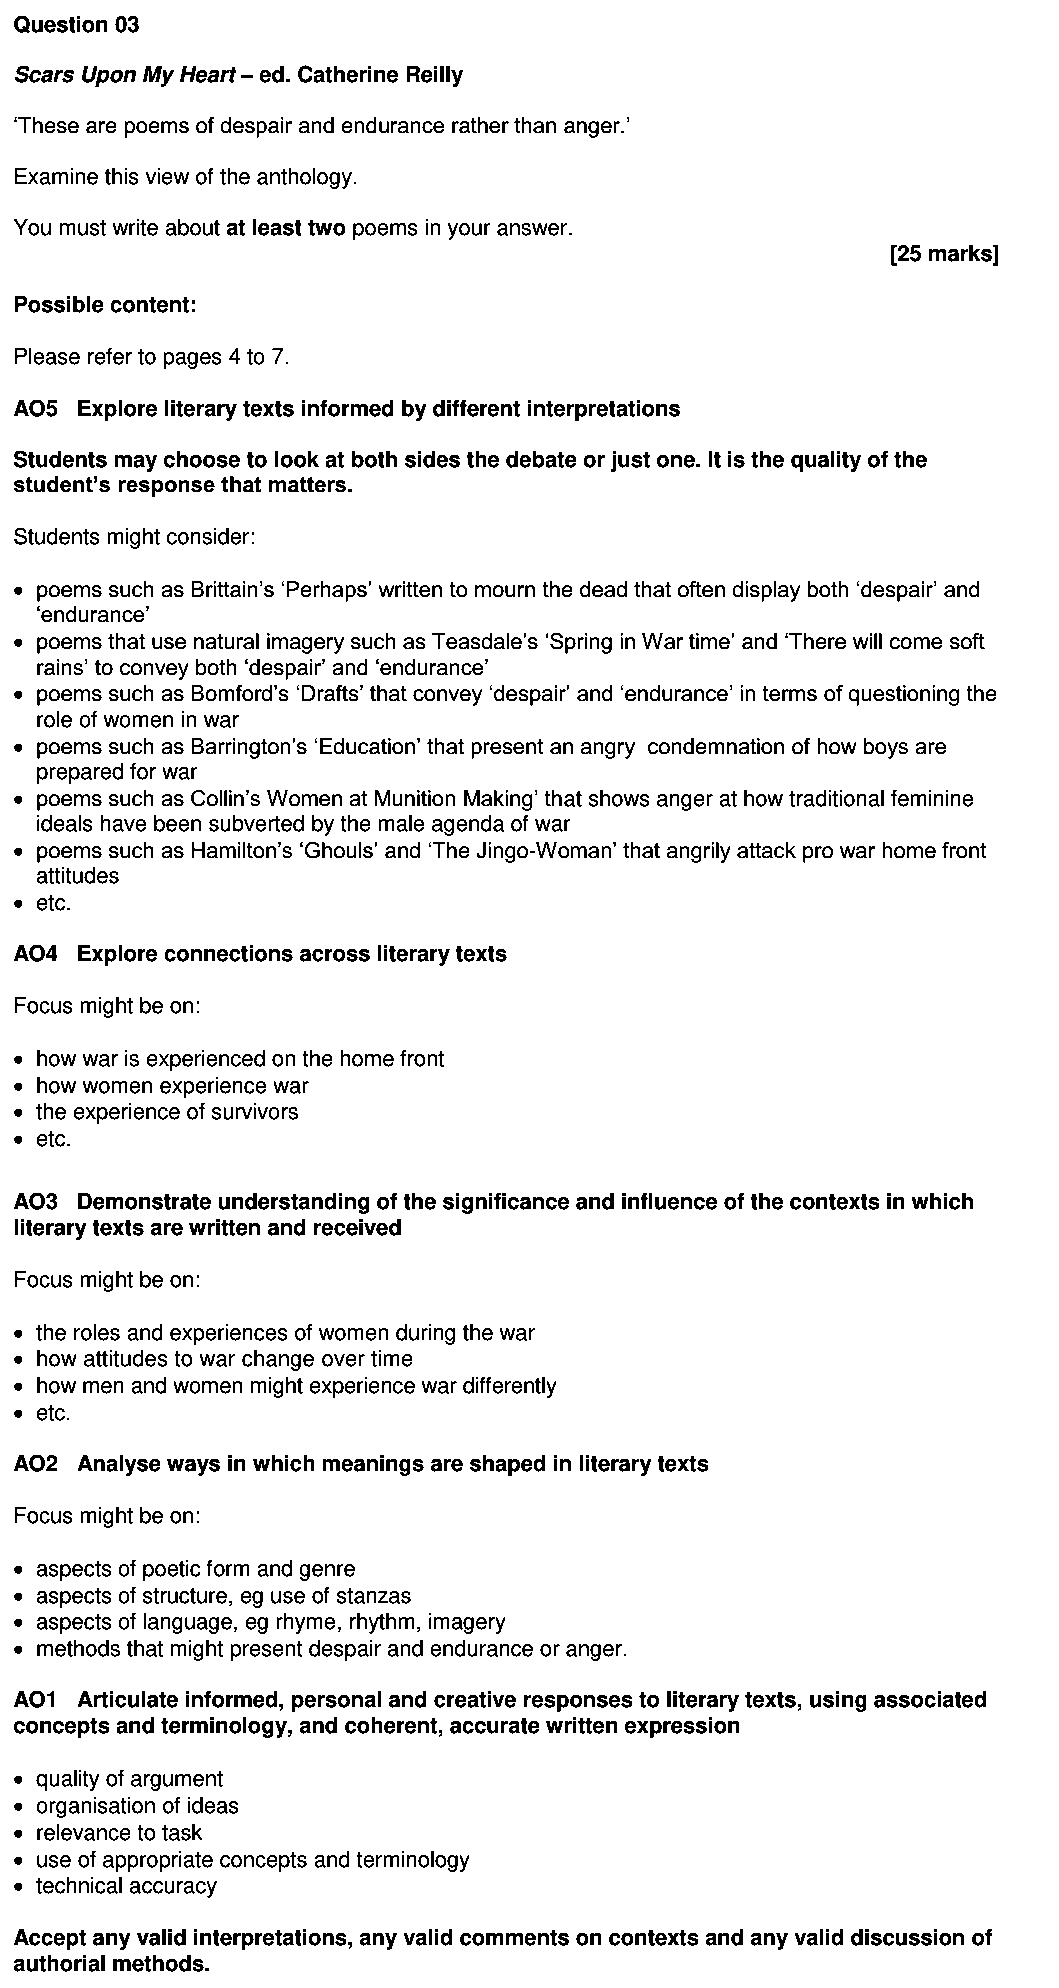 Question 03
Scars Upon My Heart – ed. Catherine Reilly
‘These are poems of despair and endurance rather than anger.’
Examine this view of the anthology.
You must write about at least two poems in your answer.
[25 marks]
Possible content:
Please refer to pages 4 to 7.
AO5 Explore literary texts informed by different interpretations
Students may choose to look at both sides the debate or just one. It is the quality of the
student’s response that matters.
Students might consider:
• poems such as Brittain’s ‘Perhaps’ written to mourn the dead that often display both ‘despair’ and
‘endurance’
• poems that use natural imagery such as Teasdale’s ‘Spring in War time’ and ‘There will come soft
rains’ to convey both ‘despair’ and ‘endurance’
• poems such as Bomford’s ‘Drafts’ that convey ‘despair’ and ‘endurance’ in terms of questioning the
role of women in war
• poems such as Barrington’s ‘Education’ that present an angry condemnation of how boys are
prepared for war
• poems such as Collin’s Women at Munition Making’ that shows anger at how traditional feminine
ideals have been subverted by the male agenda of war
• poems such as Hamilton’s ‘Ghouls’ and ‘The Jingo-Woman’ that angrily attack pro war home front
attitudes
• etc.
AO4 Explore connections across literary texts
Focus might be on:
• how war is experienced on the home front
• how women experience war
• the experience of survivors
• etc.
AO3 Demonstrate understanding of the significance and influence of the contexts in which
literary texts are written and received
Focus might be on:
• the roles and experiences of women during the war
• how attitudes to war change over time
• how men and women might experience war differently
• etc.
AO2 Analyse ways in which meanings are shaped in literary texts
Focus might be on:
• aspects of poetic form and genre
• aspects of structure, eg use of stanzas
• aspects of language, eg rhyme, rhythm, imagery
• methods that might present despair and endurance or anger.
AO1 Articulate informed, personal and creative responses to literary texts, using associated
concepts and terminology, and coherent, accurate written expression
• quality of argument
• organisation of ideas
• relevance to task
• use of appropriate concepts and terminology
• technical accuracy
Accept any valid interpretations, any valid comments on contexts and any valid discussion of
authorial methods.